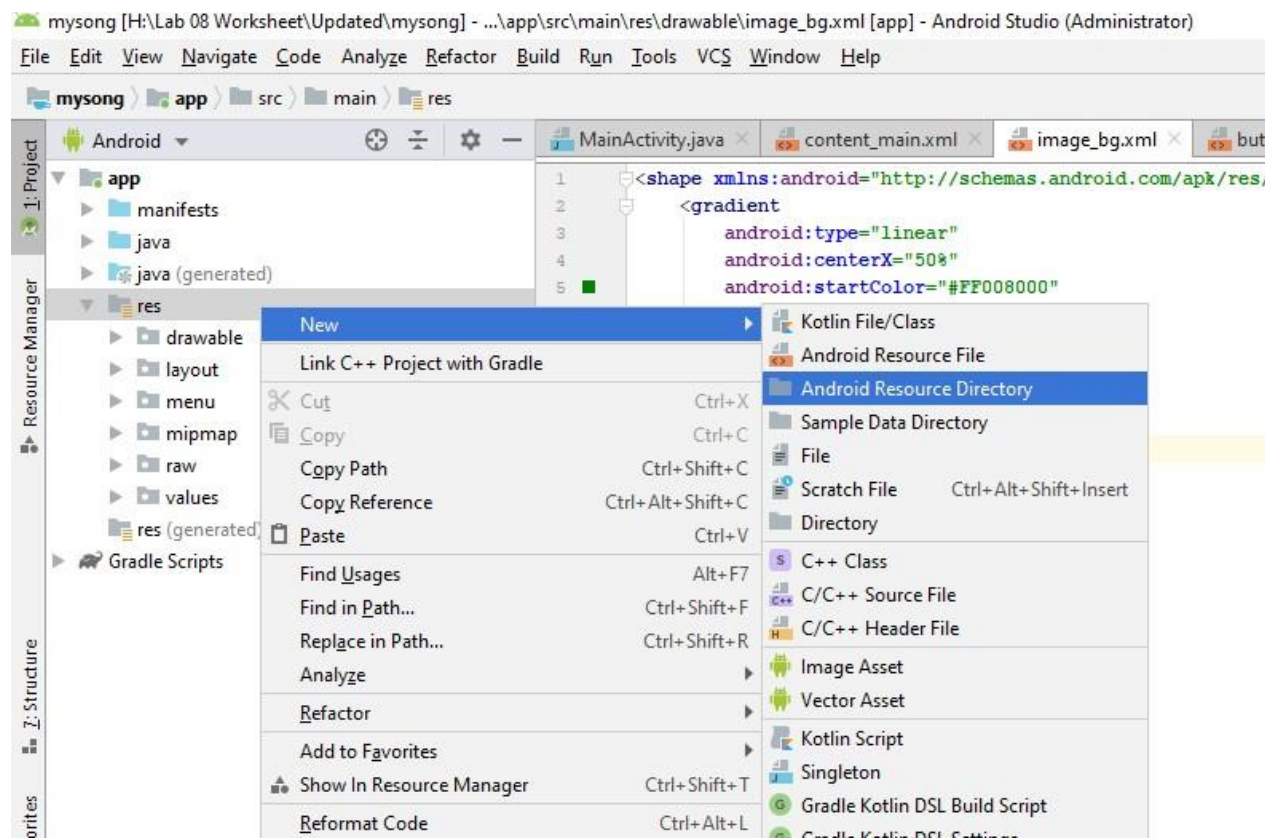 mysong [H:\Lab 08 Worksheet\Updated\mysong] - ...\app\src\main\res\drawable\image_bg.xml [app] - Android Studio (Administrator)
File Edit View Navigate Code Analyze Refactor Build Run Tools VCS Window Help
mysong app src main res
1: Project
Resource Manager
7: Structure
orites
Android
app
manifests
java
java (generated)
res
drawable
layout
menu
mipmap
raw
values
res (generated)
Gradle Scripts
MainActivity.java content_main.xml image_bg.xml but
1 <shape xmlns:android="http://schemas.android.com/apk/res/
2 <gradient
3 android:type="linear"
4 android:centerX="50%"
5 android:startColor="#FF008000"
New
Link C++ Project with Gradle
Cut Ctrl+X
Copy Ctrl+C
Copy Path Ctrl+Shift+C
Copy Reference Ctrl+Alt+Shift+C
Paste Ctrl+V
Find Usages Alt+F7
Find in Path... Ctrl+Shift+F
Replace in Path... Ctrl+Shift+R
Analyze
Refactor
Add to Favorites
Show In Resource Manager Ctrl+Shift+T
Reformat Code Ctrl+Alt+L
Kotlin File/Class
Android Resource File
Android Resource Directory
Sample Data Directory
File
Scratch File Ctrl+Alt+Shift+Insert
Directory
S C++ Class
C++ C/C++ Source File
H C/C++ Header File
Image Asset
Vector Asset
Kotlin Script
Singleton
G Gradle Kotlin DSL Build Script
Gradle Kotlin DSL Settings